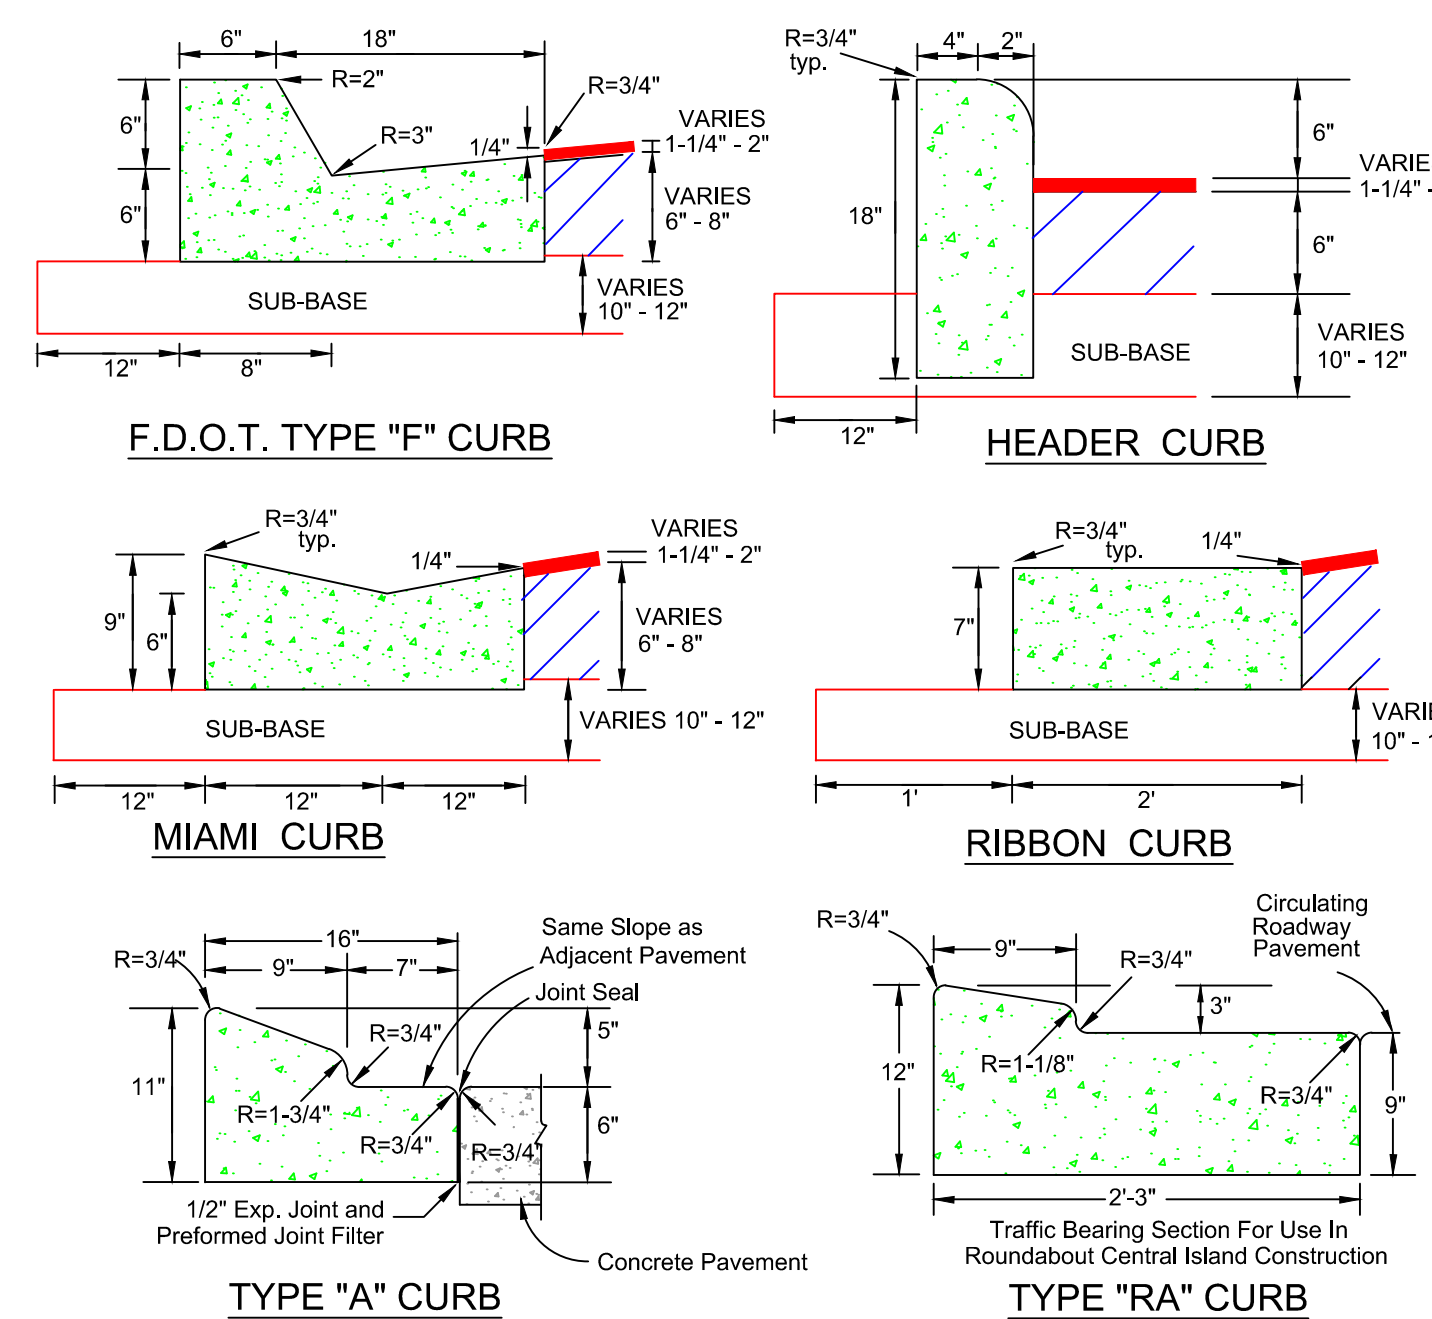 6"
18"
R=2"
R=3/4"
6"
R=3"
1/4"
VARIES
1-1/4" - 2"
6"
VARIES
6" - 8"
SUB-BASE
VARIES
10" - 12"
12"
8"
F.D.O.T. TYPE "F" CURB
R=3/4"
typ.
4"
2"
6"
VARIE
1-1/4" -
18"
6"
SUB-BASE
VARIES
10" - 12"
12"
HEADER CURB
R=3/4"
typ.
1/4"
VARIES
1-1/4" - 2"
9"
6"
VARIES
6" - 8"
SUB-BASE
VARIES 10" - 12"
12"
12"
12"
MIAMI CURB
R=3/4"
typ.
1/4"
7"
SUB-BASE
VARI
10" - 1
1'
2'
RIBBON CURB
16"
Same Slope as
Adjacent Pavement
R=3/4"
9"
7"
Joint Seal
R=3/4"
5"
11"
R=1-3/4"
6"
R=3/4"
R=3/4"
1/2" Exp. Joint and
Preformed Joint Filter
Concrete Pavement
TYPE "A" CURB
R=3/4"
9"
R=3/4"
Circulating
Roadway
Pavement
3"
12"
R=1-1/8"
R=3/4"
9"
2'-3"
Traffic Bearing Section For Use In
Roundabout Central Island Construction
TYPE "RA" CURB